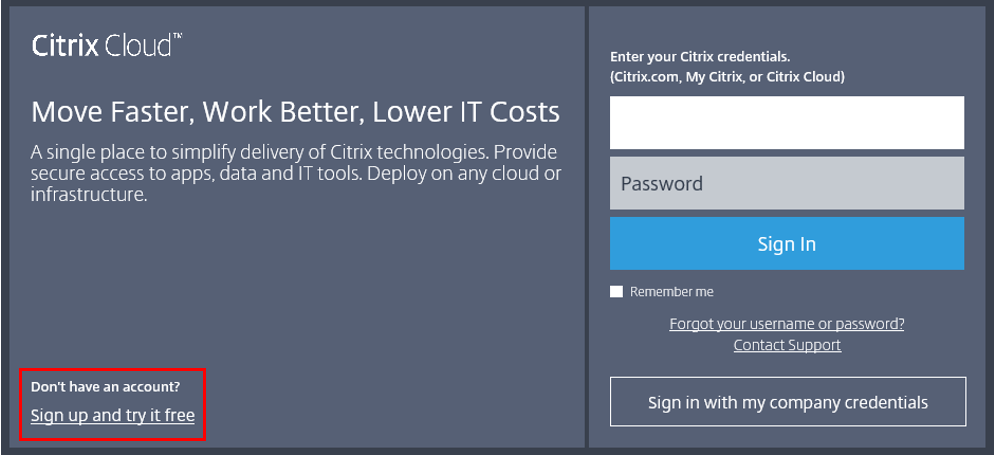 Citrix Cloud™
Move Faster, Work Better, Lower IT Costs
A single place to simplify delivery of Citrix technologies. Provide
secure access to apps, data and IT tools. Deploy on any cloud or
infrastructure.
Don't have an account?
Sign up and try it free
Enter your Citrix credentials.
(Citrix.com, My Citrix, or Citrix Cloud)
Password
Sign In
Remember me
Forgot your username or password?
Contact Support
Sign in with my company credentials